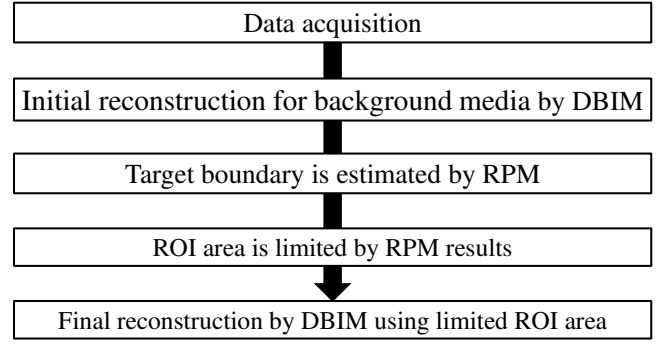 Data acquisition
Initial reconstruction for background media by DBIM
Target boundary is estimated by RPM
ROI area is limited by RPM results
Final reconstruction by DBIM using limited ROI area